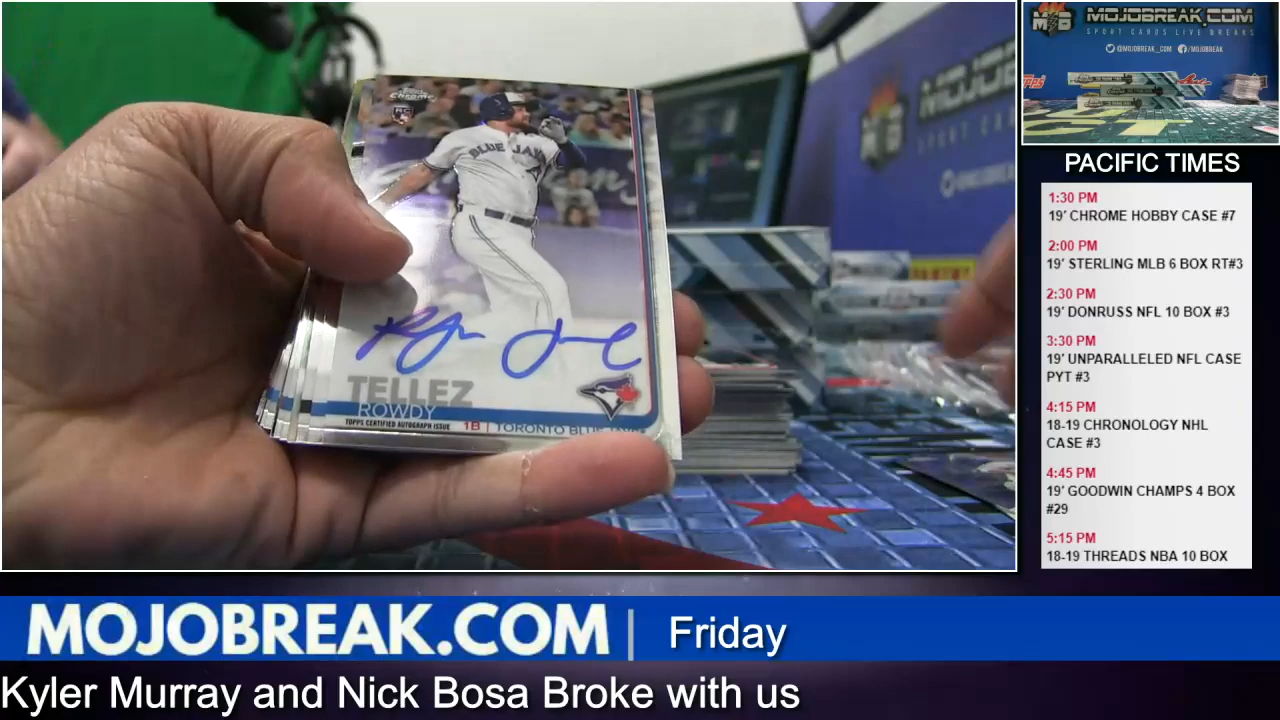 Topps
Chrome
RC
BLUE JAY
TELLEZ
ROWDY
TOPPS CERTIFIED AUTOGRAPH ISSUE
1B | TORONTO BLUE JAYS
PANINI
MOJOBREAK.COM
SPORT CARDS LIVE BREAKS
@MOJOBREAK_COM /MOJOBREAK
PACIFIC TIMES
1:30 PM
19' CHROME HOBBY CASE #7
2:00 PM
19' STERLING MLB 6 BOX RT#3
2:30 PM
19' DONRUSS NFL 10 BOX #3
3:30 PM
19' UNPARALLELED NFL CASE
PYT #3
4:15 PM
18-19 CHRONOLOGY NHL
CASE #3
4:45 PM
19' GOODWIN CHAMPS 4 BOX
#29
5:15 PM
18-19 THREADS NBA 10 BOX
MOJOBREAK.COM | Friday
Kyler Murray and Nick Bosa Broke with us